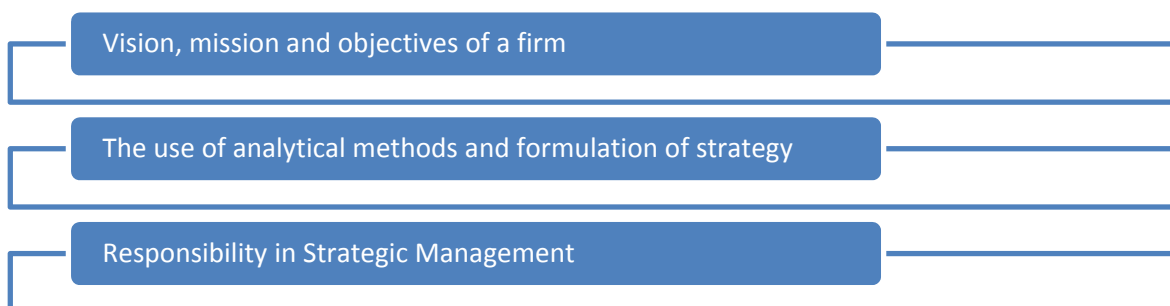 Vision, mission and objectives of a firm
The use of analytical methods and formulation of strategy
Responsibility in Strategic Management